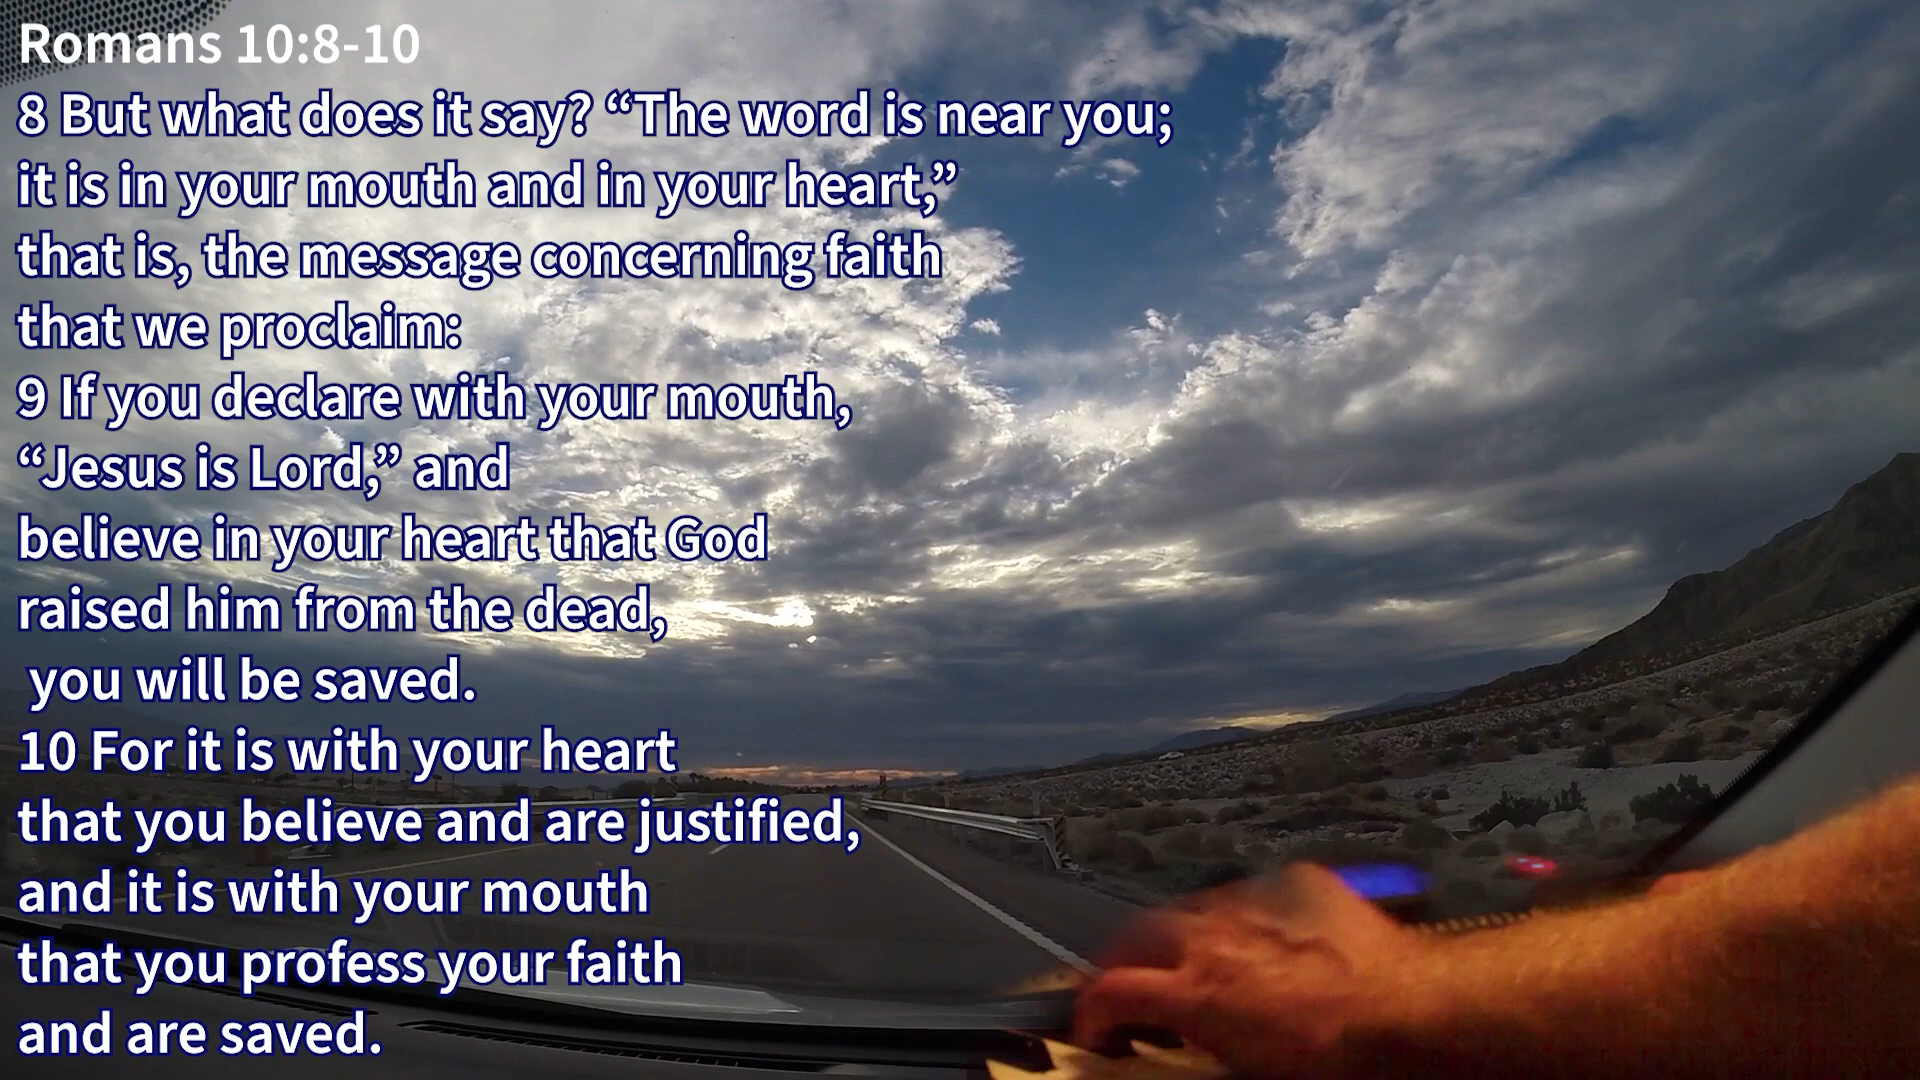 Romans 10:8-10
8 But what does it say? “The word is near you;
it is in your mouth and in your heart,”
that is, the message concerning faith
that we proclaim:
9 If you declare with your mouth,
“Jesus is Lord,” and
believe in your heart that God
raised him from the dead,
you will be saved.
10 For it is with your heart
that you believe and are justified,
and it is with your mouth
that you profess your faith
and are saved.